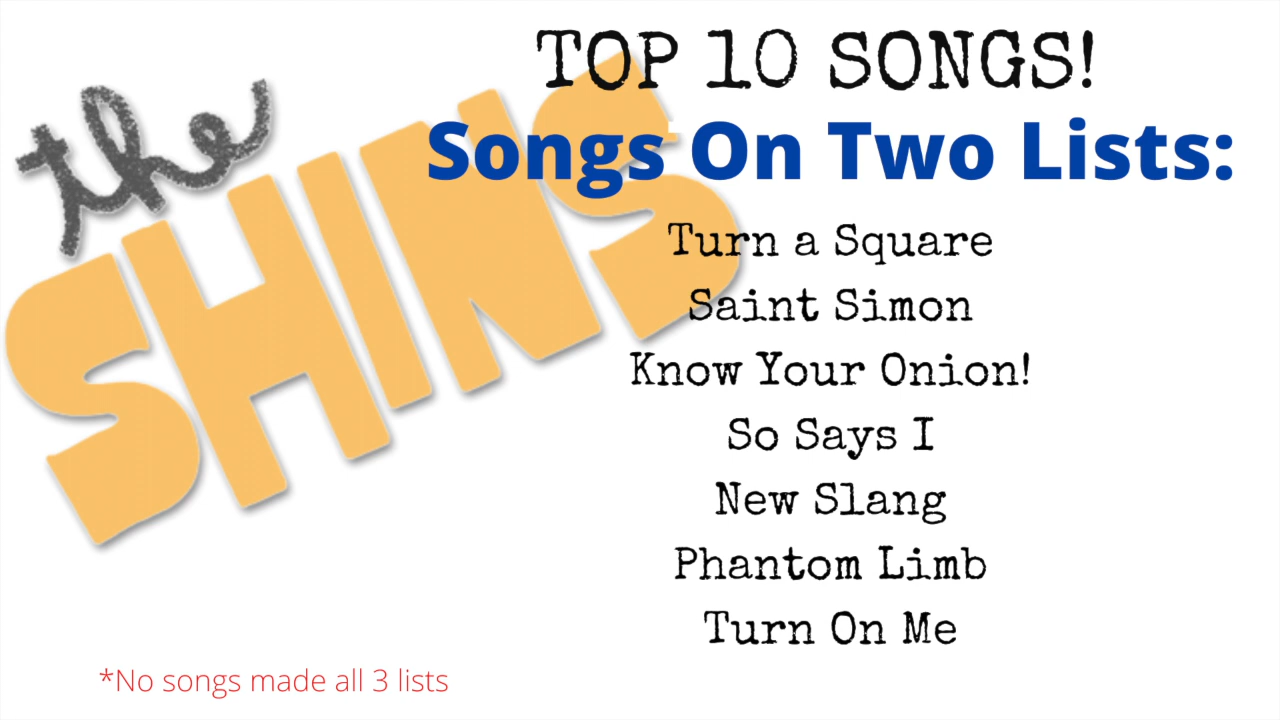 the
SHINS
TOP 10 SONGS!
Songs On Two Lists:
Turn a Square
Saint Simon
Know Your Onion!
So Says I
New Slang
Phantom Limb
Turn On Me
*No songs made all 3 lists